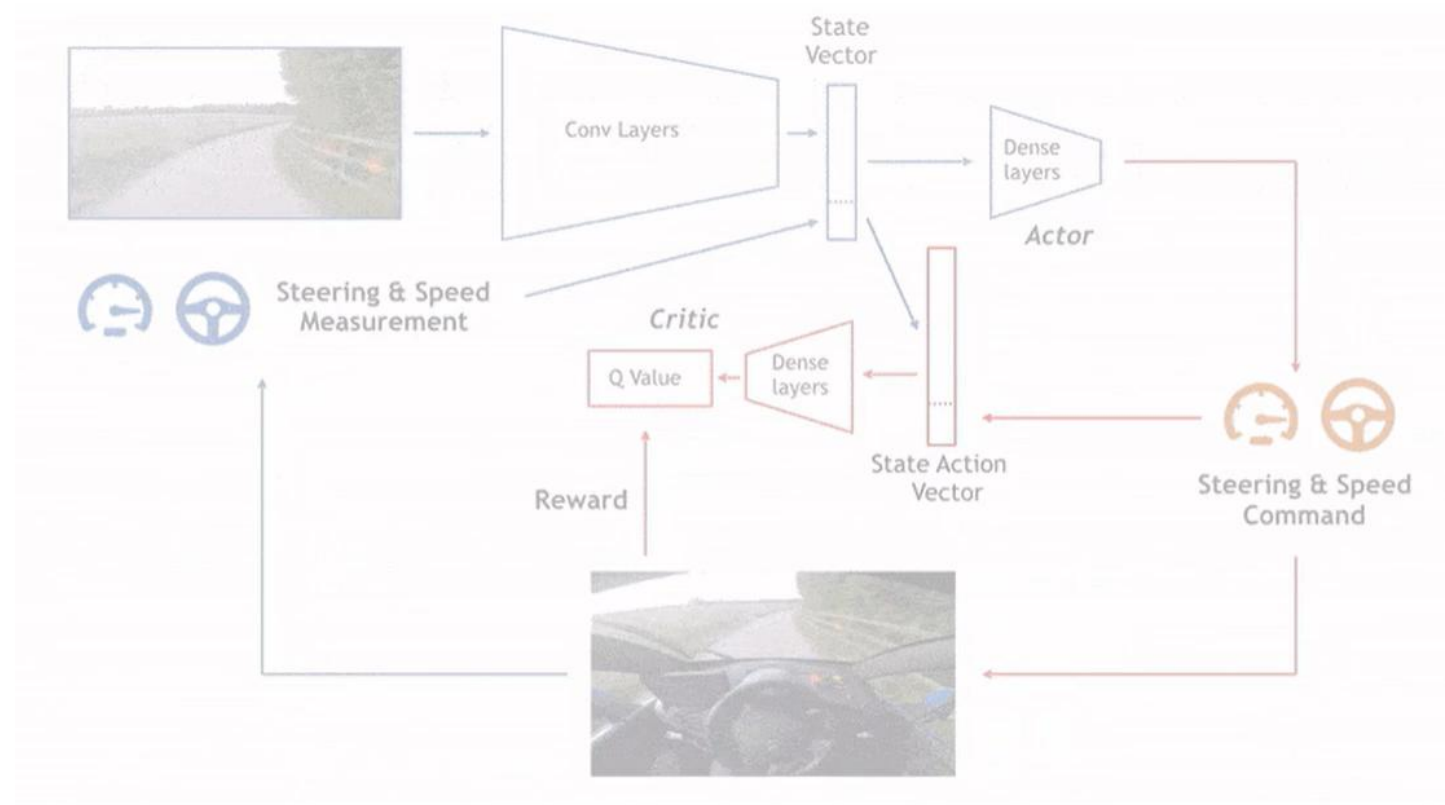 State
Vector
Conv Layers
Dense
layers
Actor
Steering & Speed
Measurement
Critic
Q Value
Dense
layers
State Action
Vector
Reward
Steering & Speed
Command